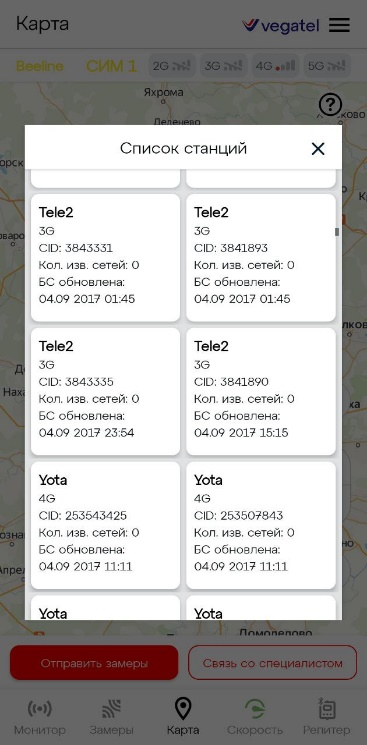 Карта
vegatel
Beeline СИМ 1 2G 3G 4G 5G
Яхрома
Деденево
Список станций
Tele2
3G
CID: 3843331
Кол. изв. сетей: 0
БС обновлена:
04.09 2017 01:45
Tele2
3G
CID: 3841893
Кол. изв. сетей: 0
БС обновлена:
04.09 2017 01:45
Tele2
3G
CID: 3843335
Кол. изв. сетей: 0
БС обновлена:
04.09 2017 23:54
Tele2
3G
CID: 3841890
Кол. изв. сетей: 0
БС обновлена:
04.09 2017 15:15
Yota
4G
CID: 253543425
Кол. изв. сетей: 0
БС обновлена:
04.09 2017 11:11
Yota
4G
CID: 253507843
Кол. изв. сетей: 0
БС обновлена:
04.09 2017 11:11
Yota
Yota
Домодедово
Отправить замеры
Связь со специалистом
Монитор
Замеры
Карта
Скорость
Репитер